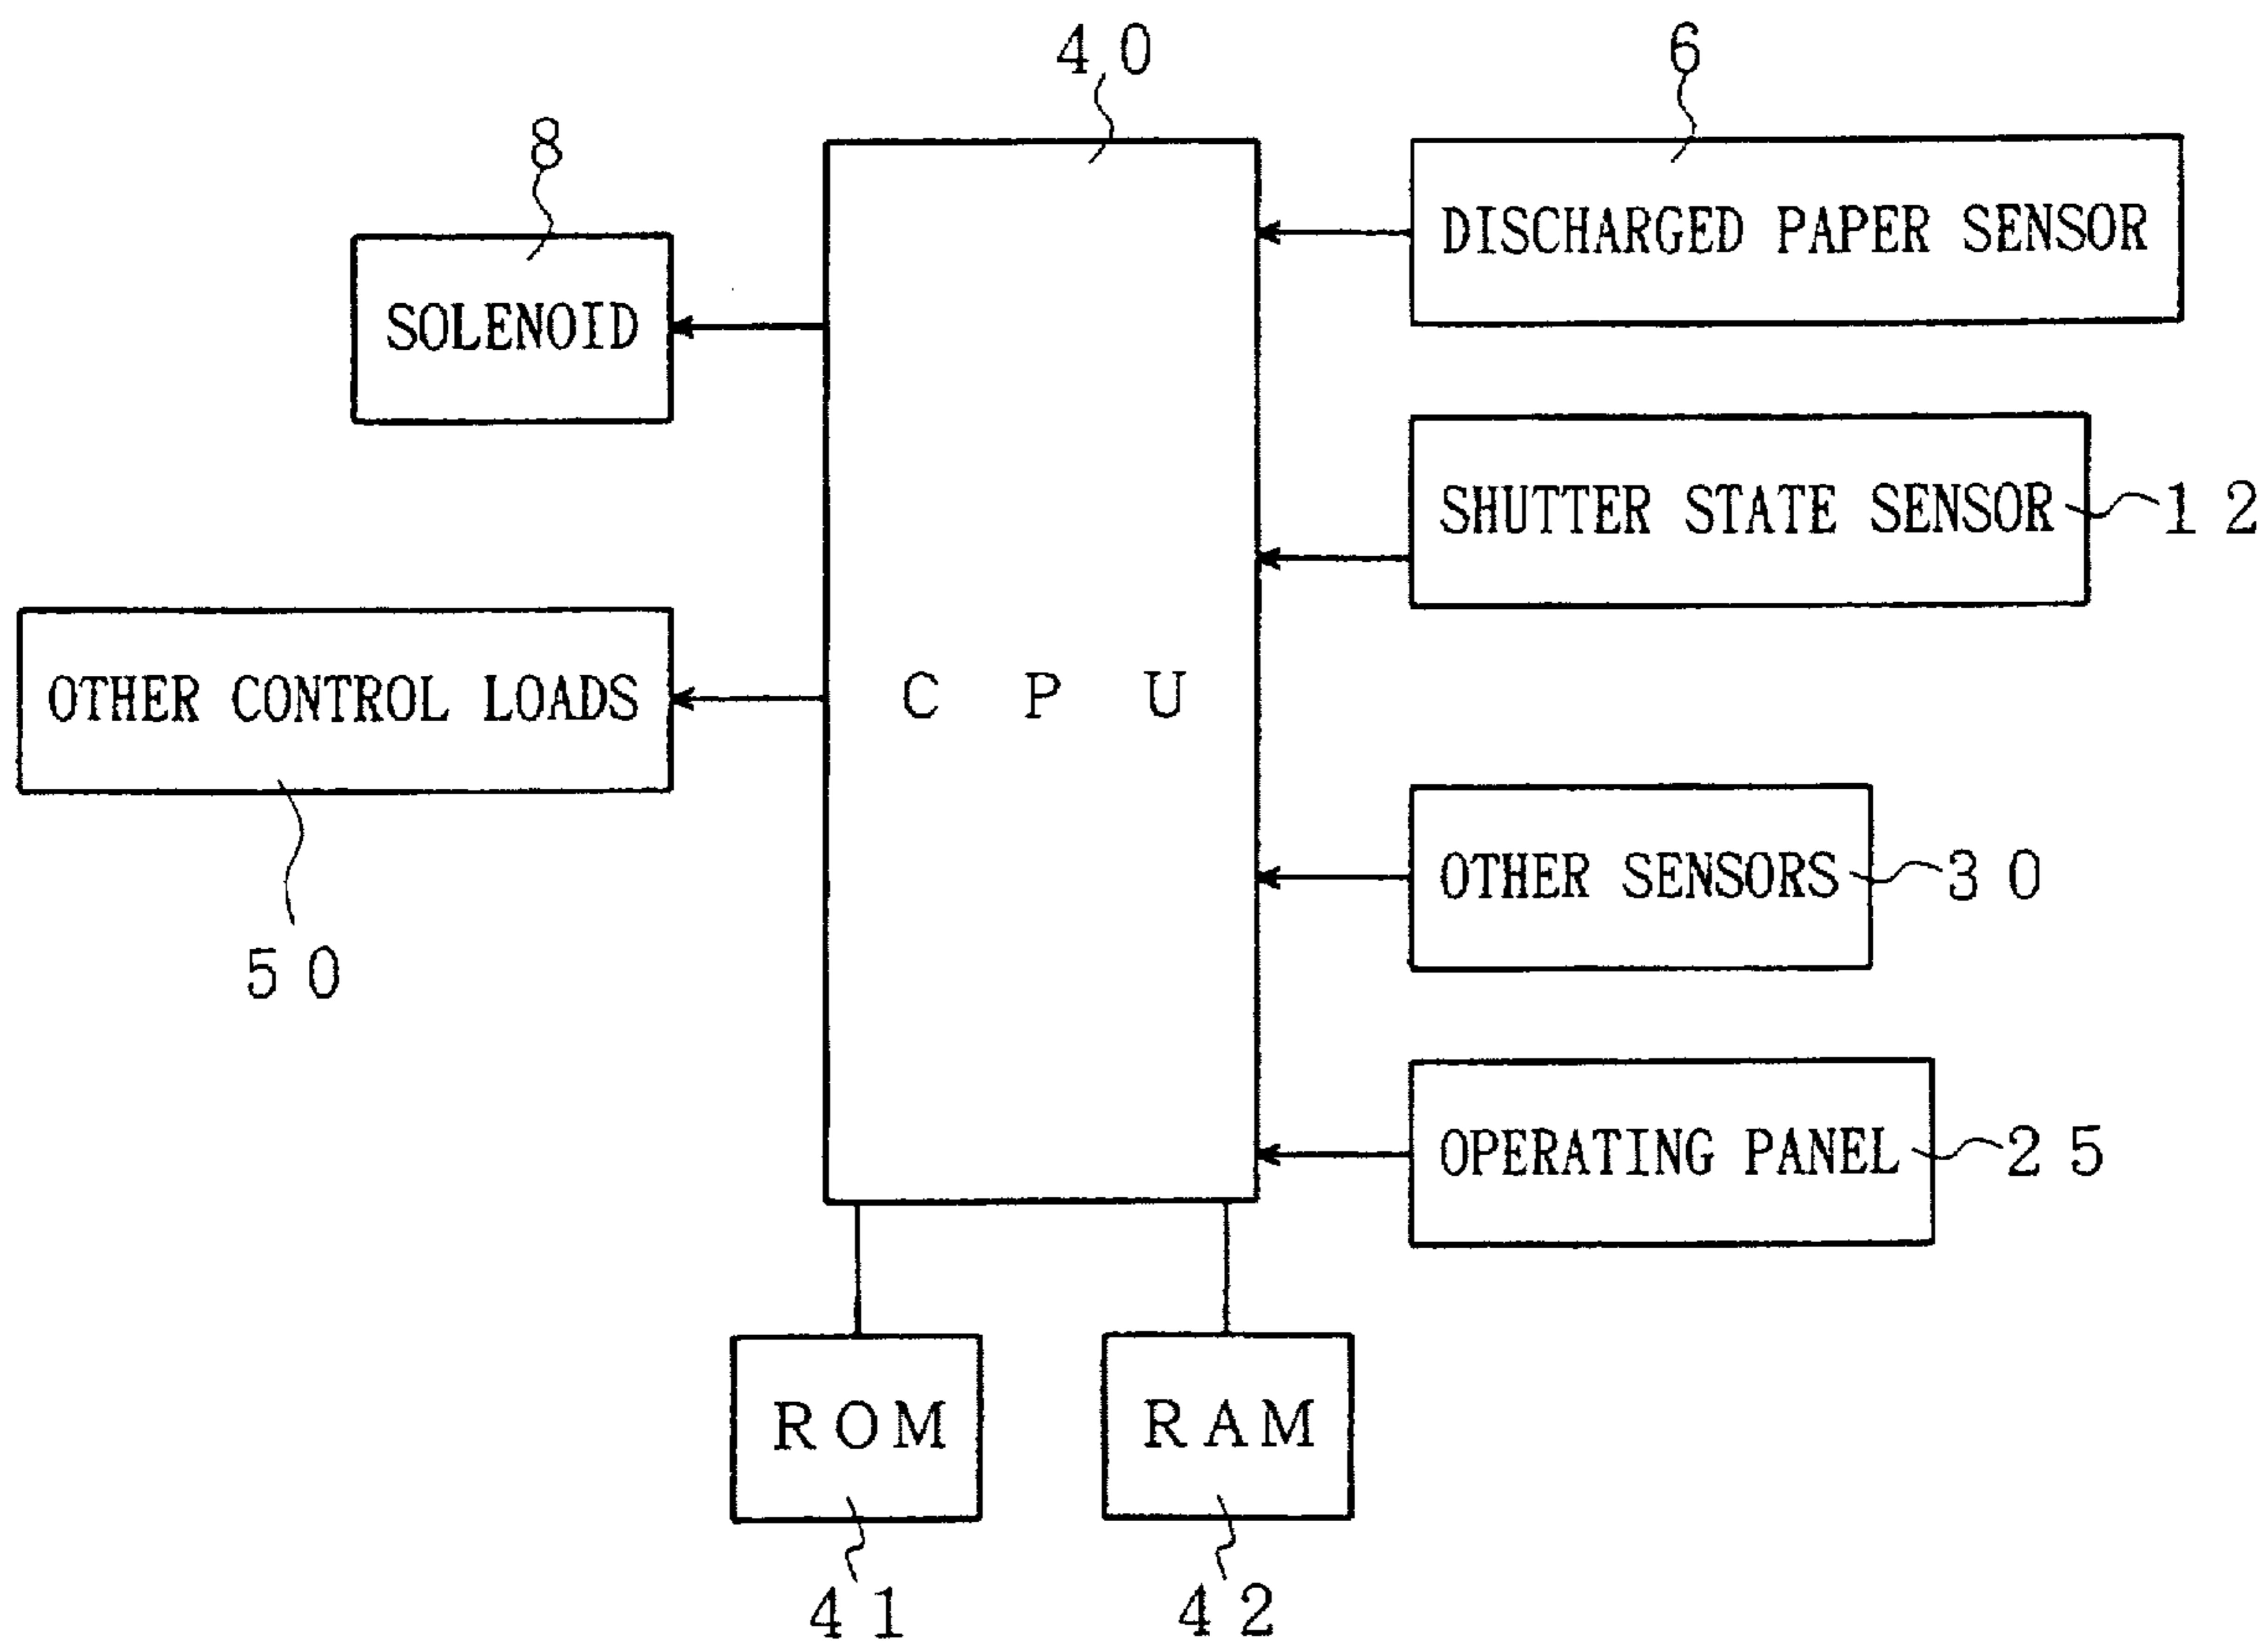 40
6
8
DISCHARGED PAPER SENSOR
SOLENOID
SHUTTER STATE SENSOR
12
OTHER CONTROL LOADS
CPU
OTHER SENSORS
30
50
OPERATING PANEL
25
ROM
RAM
41
42